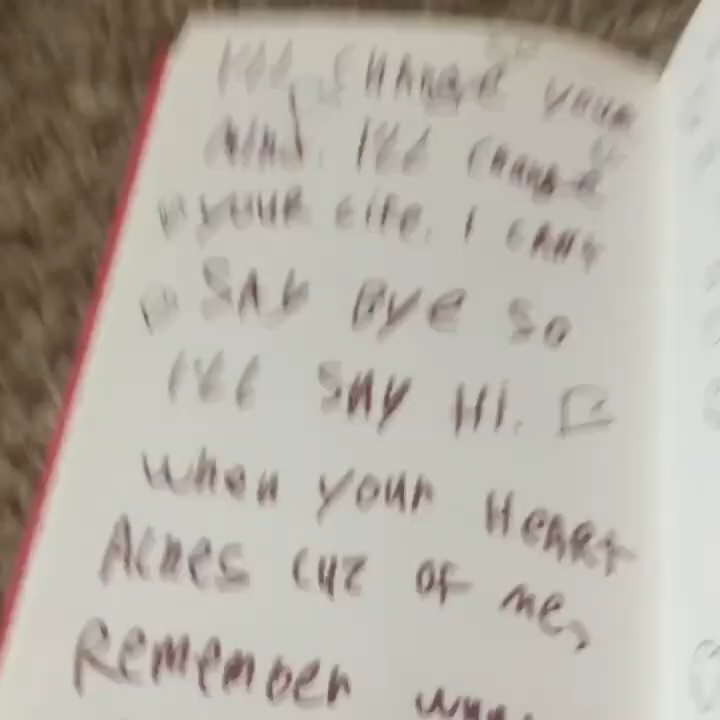 I'll CHANGE your
MIND. I'll CHANGE
your life. I CAN'T
SAY BYE SO
I'll SAY HI.
When your HEART
ACHES CUZ OF ME,
REMEMBER